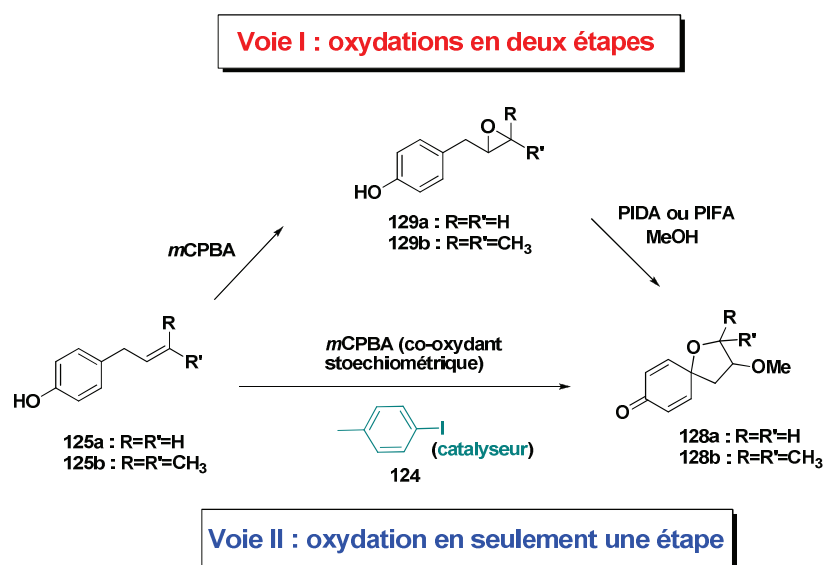 Voie I : oxydations en deux étapes
O
R
R'
HO
129a : R=R'=H
129b : R=R'=CH3
mCPBA
PIDA ou PIFA
MeOH
R
R'
HO
125a : R=R'=H
125b : R=R'=CH3
mCPBA (co-oxydant
stoechiométrique)
I
(catalyseur)
124
R
R'
O
OMe
O
128a : R=R'=H
128b : R=R'=CH3
Voie II : oxydation en seulement une étape